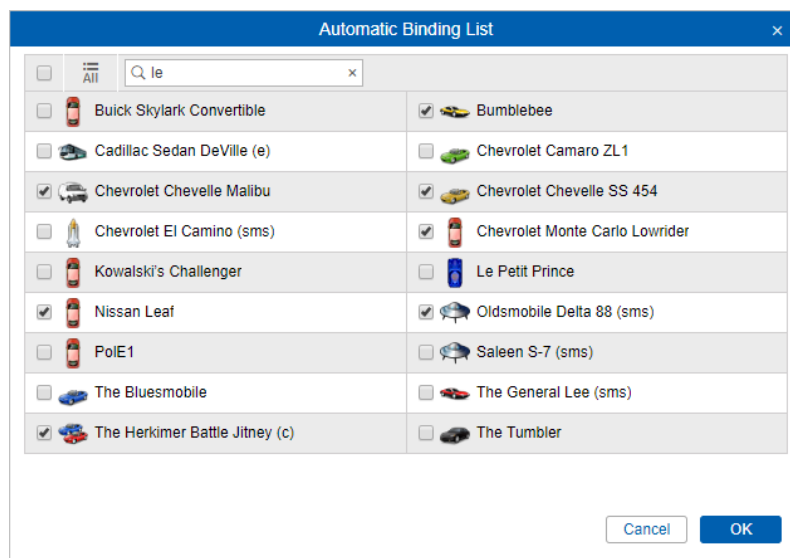 Automatic Binding List
All
le
Buick Skylark Convertible
Bumblebee
Cadillac Sedan DeVille (e)
Chevrolet Camaro ZL1
Chevrolet Chevelle Malibu
Chevrolet Chevelle SS 454
Chevrolet El Camino (sms)
Chevrolet Monte Carlo Lowrider
Kowalski's Challenger
Le Petit Prince
Nissan Leaf
Oldsmobile Delta 88 (sms)
PolE1
Saleen S-7 (sms)
The Bluesmobile
The General Lee (sms)
The Herkimer Battle Jitney (c)
The Tumbler
Cancel
OK